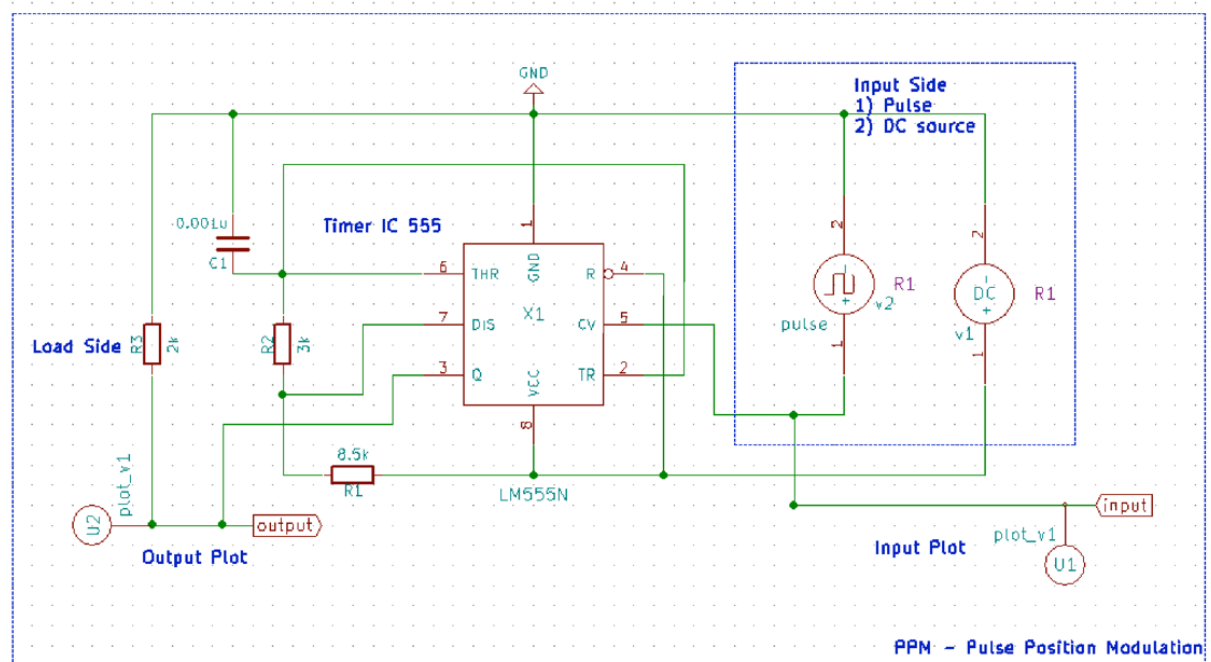 GND
Input Side
1) Pulse
2) DC source
0.001u
C1
Timer IC 555
1
2
2
6
THR
GND
R
4
X1
R1
DC
R1
v2
pulse
v1
7
DIS
CV
5
1
1
Load Side
R3
2k
R2
3k
3
Q
VCC
TR
2
8
8.5k
R1
LM555N
plot_v1
U2
output
Output Plot
input
plot_v1
Input Plot
U1
PPM - Pulse Position Modulation